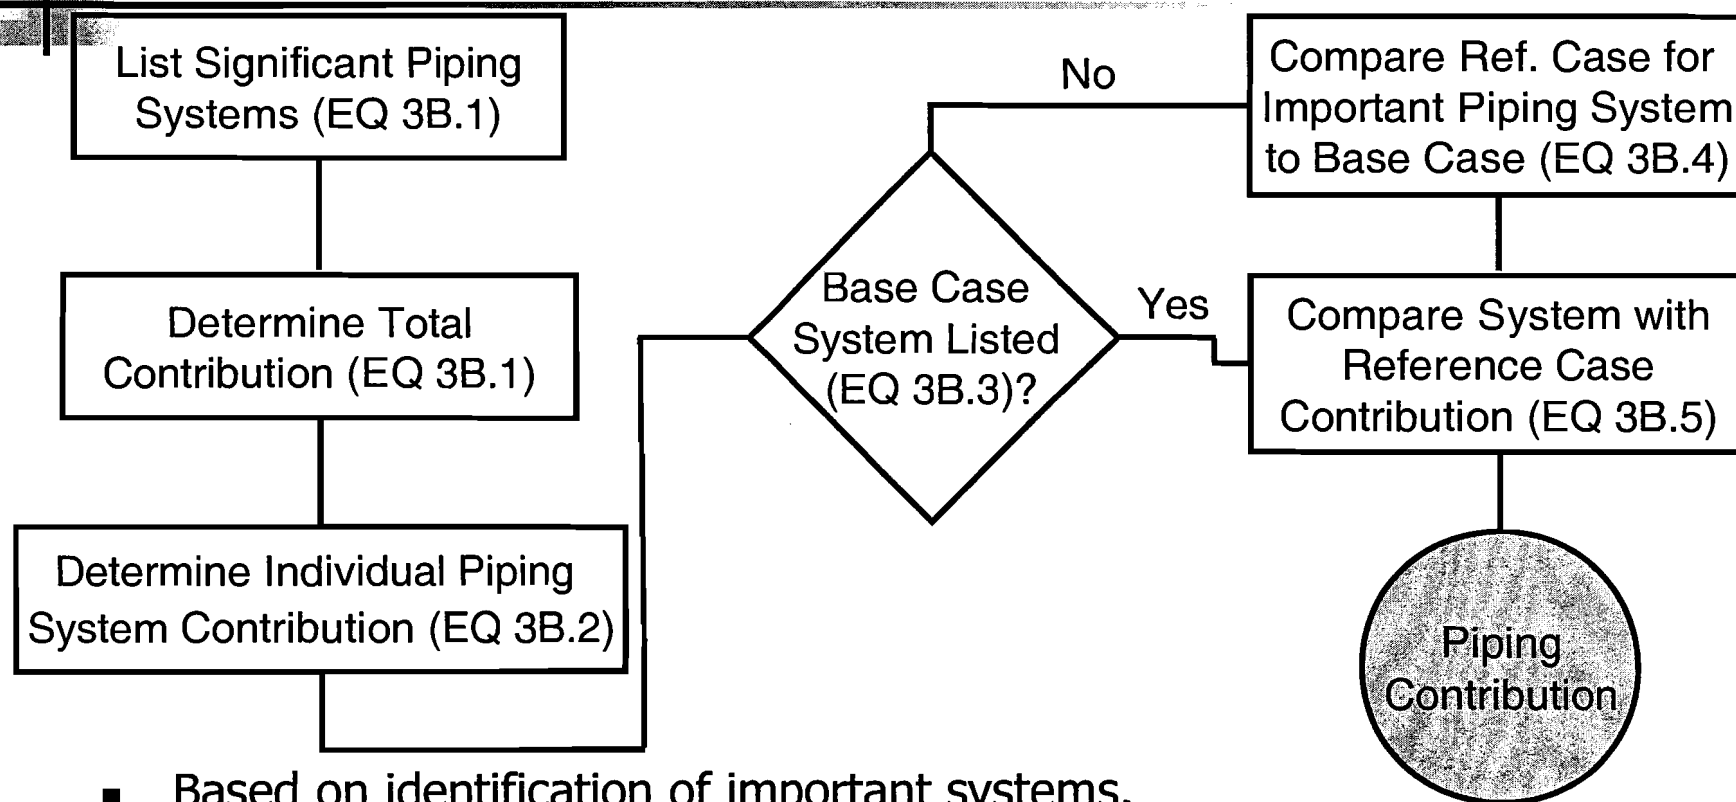 List Significant Piping
Systems (EQ 3B.1)
Determine Total
Contribution (EQ 3B.1)
Determine Individual Piping
System Contribution (EQ 3B.2)
Base Case
System Listed
(EQ 3B.3)?
No
Yes
Compare Ref. Case for
Important Piping System
to Base Case (EQ 3B.4)
Compare System with
Reference Case
Contribution (EQ 3B.5)
Piping
Contribution
▪ Based on identification of important systems.